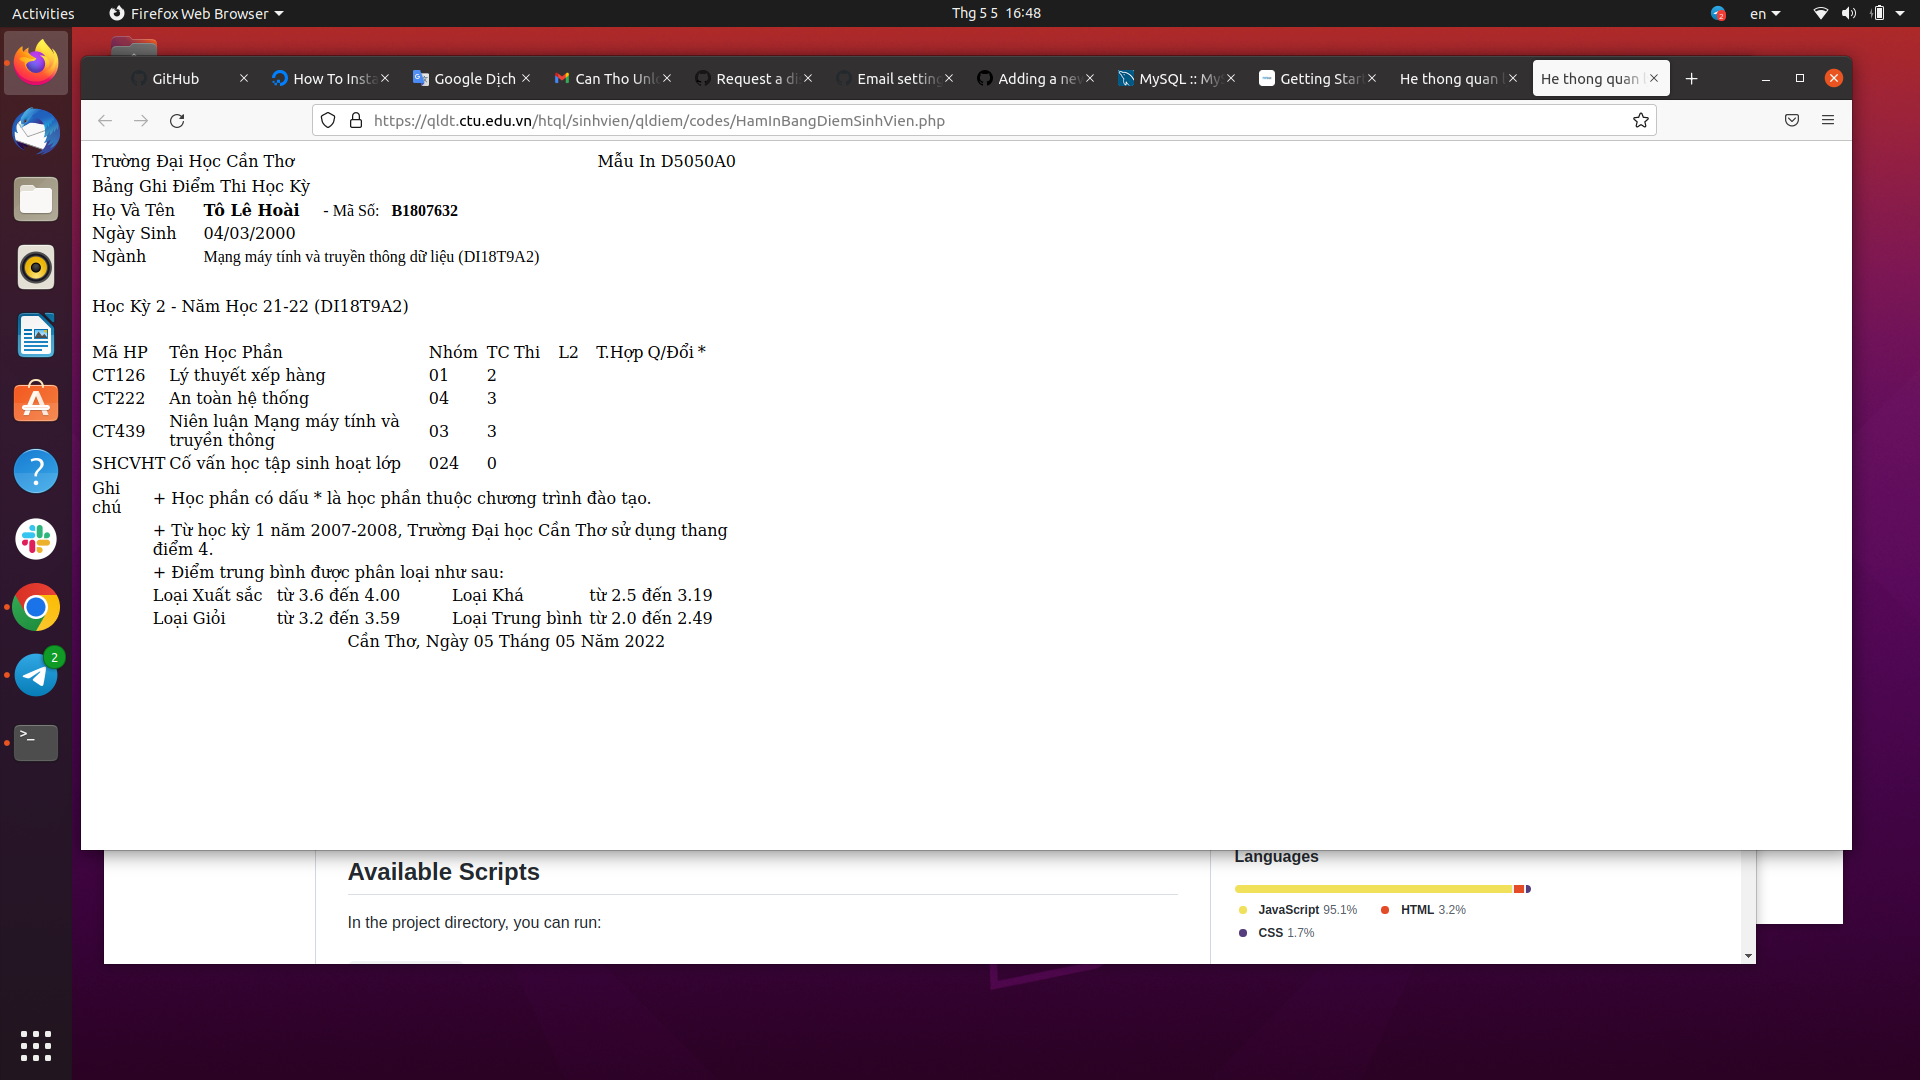 Activities
Firefox Web Browser
Thg 5 5 16:48
2
en
GitHub
How To Insta
Google Dịch
Can Tho Unl
Request a di
Email setting
Adding a new
MySQL :: My
Getting Star
He thong quan l
He thong quan l
https://qldt.ctu.edu.vn/htql/sinhvien/qldiem/codes/HamInBangDiemSinhVien.php
Trường Đại Học Cần Thơ Mẫu In D5050A0
Bảng Ghi Điểm Thi Học Kỳ
Họ Và Tên Tô Lê Hoài - Mã Số: B1807632
Ngày Sinh 04/03/2000
Ngành Mạng máy tính và truyền thông dữ liệu (DI18T9A2)
Học Kỳ 2 - Năm Học 21-22 (DI18T9A2)
Mã HP Tên Học Phần Nhóm TC Thi L2 T.Hợp Q/Đổi *
CT126 Lý thuyết xếp hàng 01 2
CT222 An toàn hệ thống 04 3
CT439 Niên luận Mạng máy tính và truyền thông 03 3
SHCVHT Cố vấn học tập sinh hoạt lớp 024 0
Ghi chú + Học phần có dấu * là học phần thuộc chương trình đào tạo.
+ Từ học kỳ 1 năm 2007-2008, Trường Đại học Cần Thơ sử dụng thang
điểm 4.
+ Điểm trung bình được phân loại như sau:
Loại Xuất sắc từ 3.6 đến 4.00 Loại Khá từ 2.5 đến 3.19
Loại Giỏi từ 3.2 đến 3.59 Loại Trung bình từ 2.0 đến 2.49
Cần Thơ, Ngày 05 Tháng 05 Năm 2022
2
>_
Available Scripts
In the project directory, you can run:
Languages
JavaScript 95.1% HTML 3.2%
CSS 1.7%